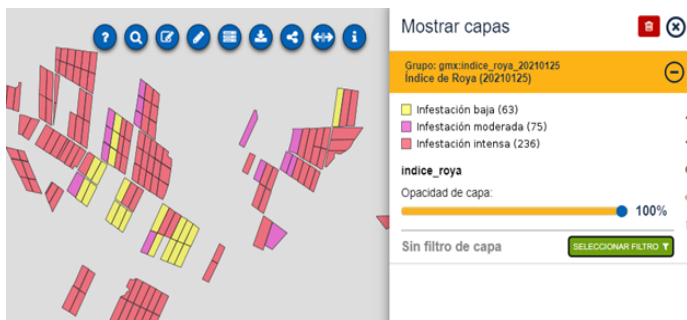 Mostrar capas
Grupo: gmx:indice_roya_20210125
Índice de Roya (20210125)
Infestación baja (63)
Infestación moderada (75)
Infestación intensa (236)
indice_roya
Opacidad de capa:
100%
Sin filtro de capa
SELECCIONAR FILTRO